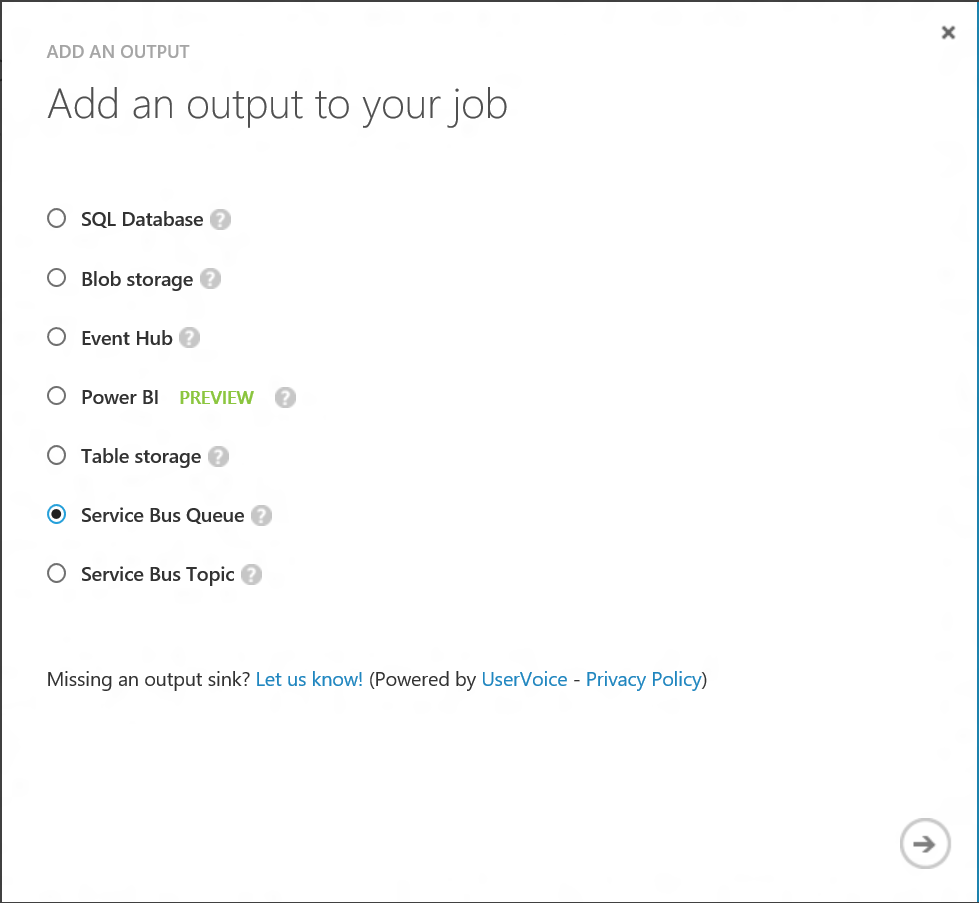 ADD AN OUTPUT
Add an output to your job
SQL Database ?
Blob storage ?
Event Hub ?
Power BI PREVIEW ?
Table storage ?
Service Bus Queue ?
Service Bus Topic ?
Missing an output sink? Let us know! (Powered by UserVoice - Privacy Policy)